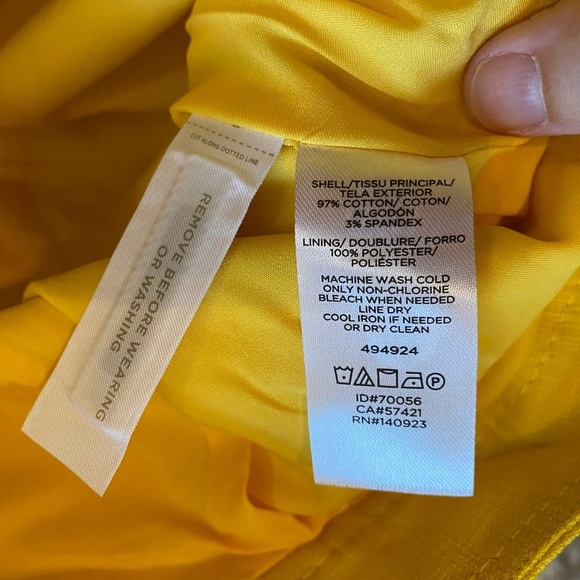 CUT ALONG DOTTED LINE
REMOVE BEFORE WEARING
OR WASHING
SHELL/TISSU PRINCIPAL/
TELA EXTERIOR
97% COTTON/ COTON/
ALGODÓN
3% SPANDEX
LINING/ DOUBLURE/ FORRO
100% POLYESTER/
POLIÉSTER
MACHINE WASH COLD
ONLY NON-CHLORINE
BLEACH WHEN NEEDED
LINE DRY
COOL IRON IF NEEDED
OR DRY CLEAN
494924
P
ID#70056
CA#57421
RN#140923